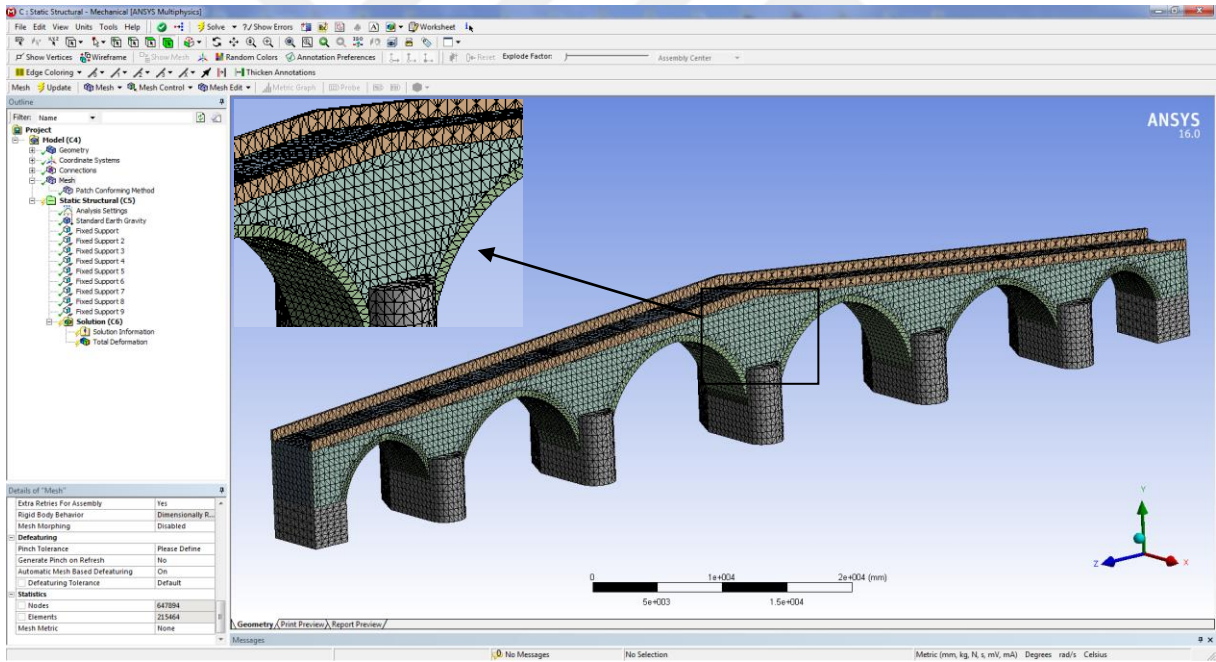 C : Static Structural - Mechanical [ANSYS Multiphysics]
File Edit View Units Tools Help Solve ?/ Show Errors A Worksheet
Show Vertices Wireframe Show Mesh Random Colors Annotation Preferences Reset Explode Factor: Assembly Center
Edge Coloring Thicken Annotations
Mesh Update Mesh Mesh Control Mesh Edit Metric Graph Probe
Outline
Filter: Name
Project
Model (C4)
Geometry
Coordinate Systems
Connections
Mesh
Patch Conforming Method
Static Structural (C5)
Analysis Settings
Standard Earth Gravity
Fixed Support
Fixed Support 2
Fixed Support 3
Fixed Support 4
Fixed Support 5
Fixed Support 6
Fixed Support 7
Fixed Support 8
Fixed Support 9
Solution (C6)
Solution Information
Total Deformation
Details of "Mesh"
Extra Retries For Assembly Yes
Rigid Body Behavior Dimensionally R...
Mesh Morphing Disabled
Defeaturing
Pinch Tolerance Please Define
Generate Pinch on Refresh No
Automatic Mesh Based Defeaturing On
Defeaturing Tolerance Default
Statistics
Nodes 647894
Elements 215464
Mesh Metric None
ANSYS
16.0
Y
Z X
0 1e+004 2e+004 (mm)
5e+003 1.5e+004
Geometry Print Preview Report Preview
Messages
No Messages No Selection Metric (mm, kg, N, s, mV, mA) Degrees rad/s Celsius